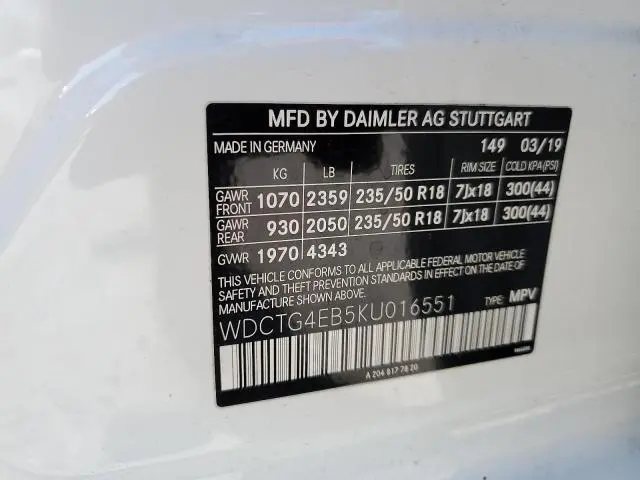 MFD BY DAIMLER AG STUTTGART
MADE IN GERMANY 149 03/19
KG LB TIRES RIM SIZE COLD KPA(PSI)
GAWR FRONT 1070 2359 235/50 R18 7Jx18 300(44)
GAWR REAR 930 2050 235/50 R18 7Jx18 300(44)
GVWR 1970 4343
THIS VEHICLE CONFORMS TO ALL APPLICABLE FEDERAL MOTOR VEHICLE
SAFETY AND THEFT PREVENTION STANDARDS IN EFFECT ON THE DATE OF
MANUFACTURE SHOWN ABOVE.
WDCTG4EB5KU016551 TYPE: MPV
A 204 817 78 20